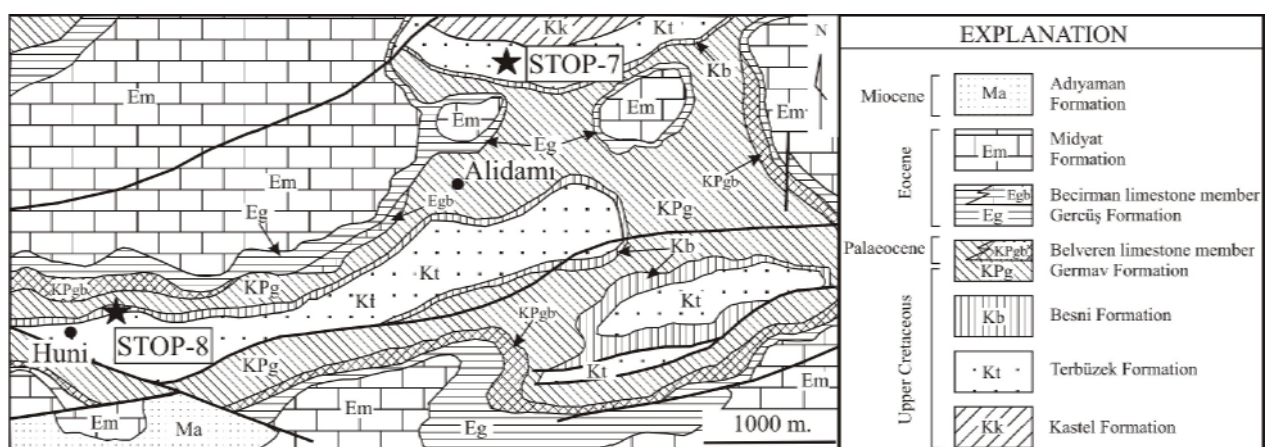 Kk
Kt
N
STOP-7
Kb
Em
Em
Em
Eg
Em
Alidamı
KPgb
Egb
Eg
KPg
Kb
Kt
KPgb
KPg
Kt
Kt
KPgb
Huni
STOP-8
KPg
Kt
Em
Em
Em
Ma
Eg
1000 m.
EXPLANATION
Miocene
Ma
Adıyaman
Formation
Eocene
Em
Midyat
Formation
Egb
Becirman limestone member
Eg
Gercüş Formation
Palaeocene
KPgb
Belveren limestone member
KPg
Germav Formation
Upper Cretaceous
Kb
Besni Formation
Kt
Terbüzek Formation
Kk
Kastel Formation